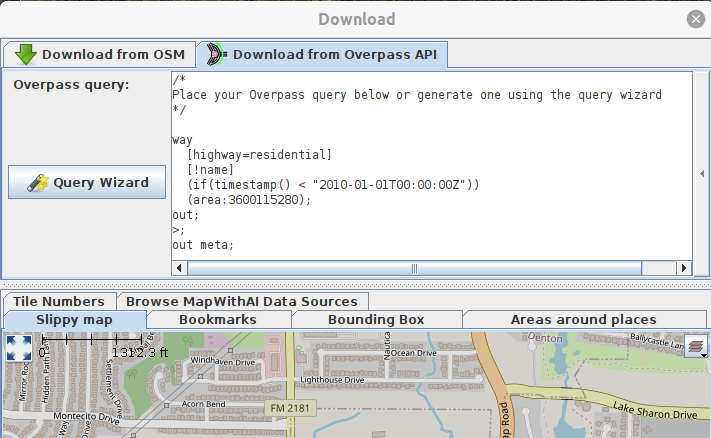 Download
Download from OSM
Download from Overpass API
Overpass query:
/*
Place your Overpass query below or generate one using the query wizard
*/
way
[highway=residential]
[!name]
(if(timestamp() < "2010-01-01T00:00:00Z"))
(area:3600115280);
out;
>;
out meta;
Query Wizard
Tile Numbers
Browse MapWithAI Data Sources
Slippy map
Bookmarks
Bounding Box
Areas around places
0
1312.3 ft
Mirror Roc
Hidden Path Lane
Settlement Drive
Windhaven Drive
Acorn Bend
Montecito Drive
Way
Lighthouse Drive
Nautica
Ocean Drive
FM 2181
Denton
Ballycastle Lane
Lake Sharon Drive
ap Road